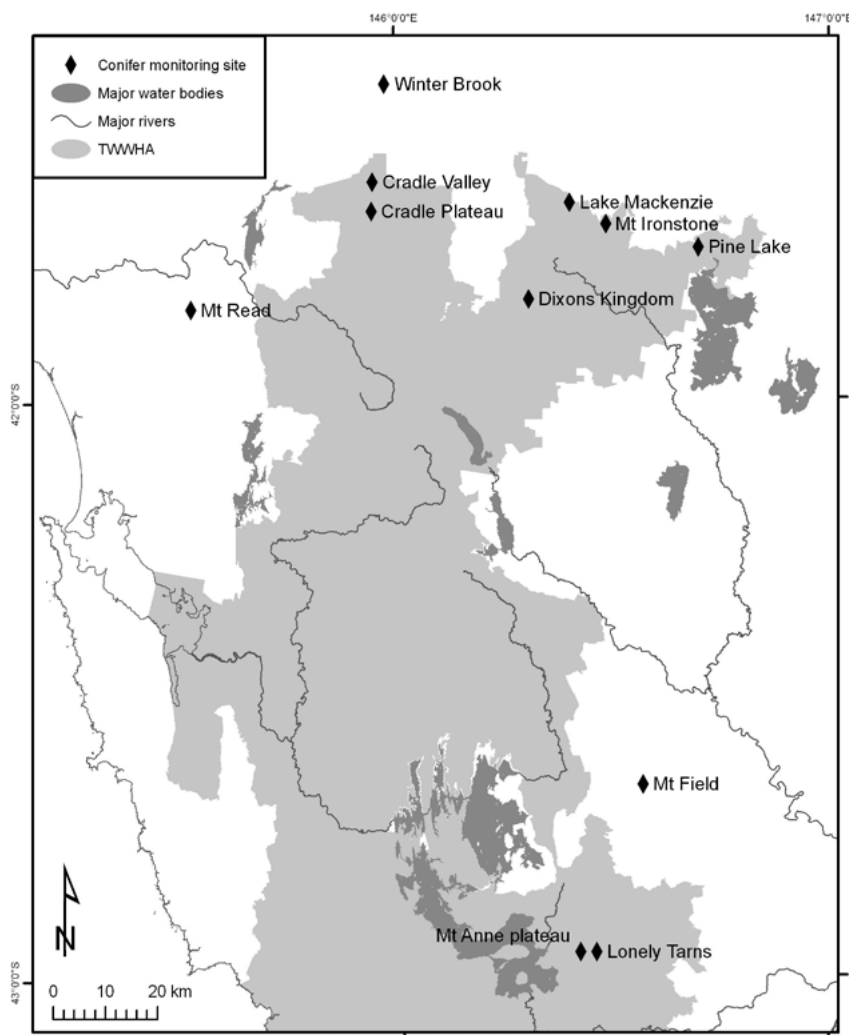 146°0'0"E
147°0'0"E
Conifer monitoring site
Major water bodies
Major rivers
TWWHA
Winter Brook
Cradle Valley
Cradle Plateau
Lake Mackenzie
Mt Ironstone
Pine Lake
Dixons Kingdom
Mt Read
42°0'0"S
Mt Field
Mt Anne plateau
Lonely Tarns
N
43°0'0"S
0 10 20 km